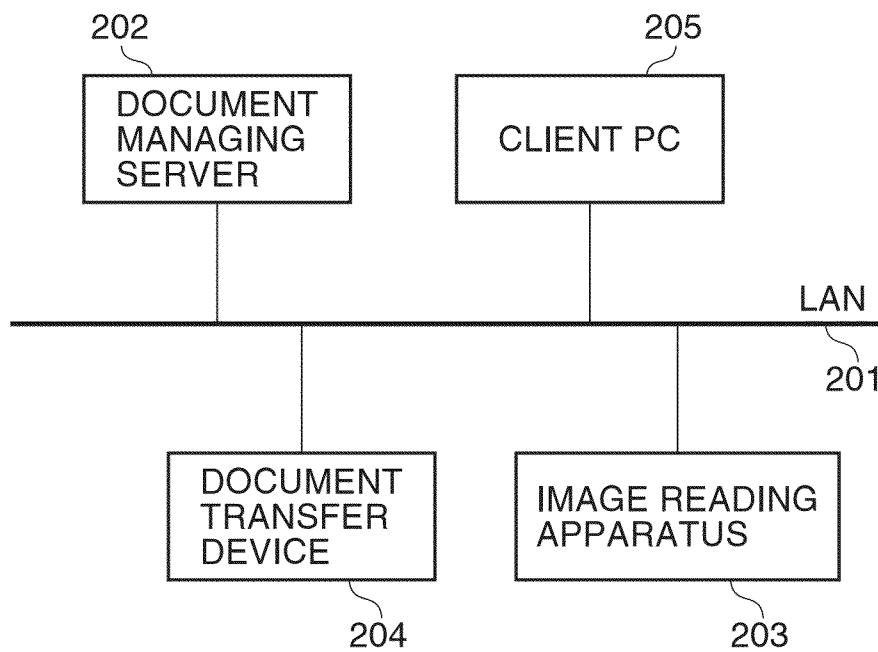 202
205
DOCUMENT
MANAGING
SERVER
CLIENT PC
LAN
201
DOCUMENT
TRANSFER
DEVICE
IMAGE READING
APPARATUS
204
203